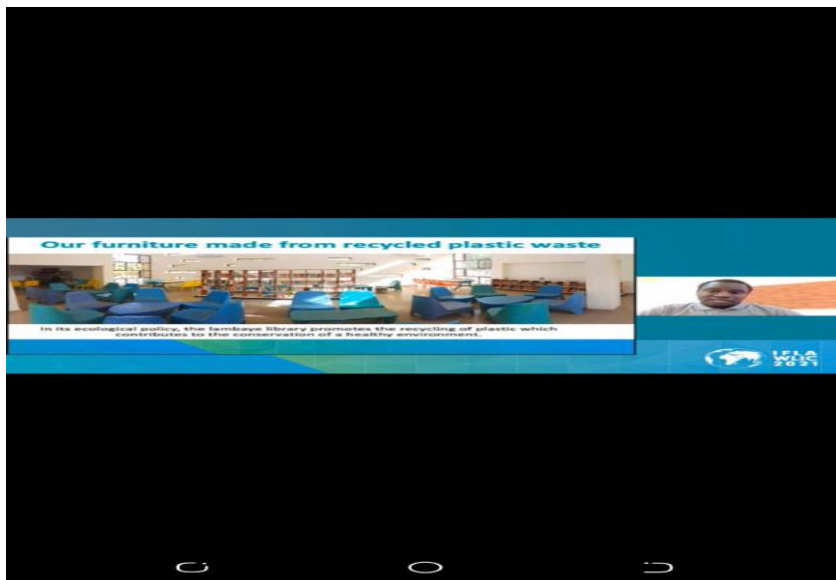 Our furniture made from recycled plastic waste
In its ecological policy, the lambaye library promotes the recycling of plastic which
contributes to the conservation of a healthy environment.
IFLA
WLIC
2021